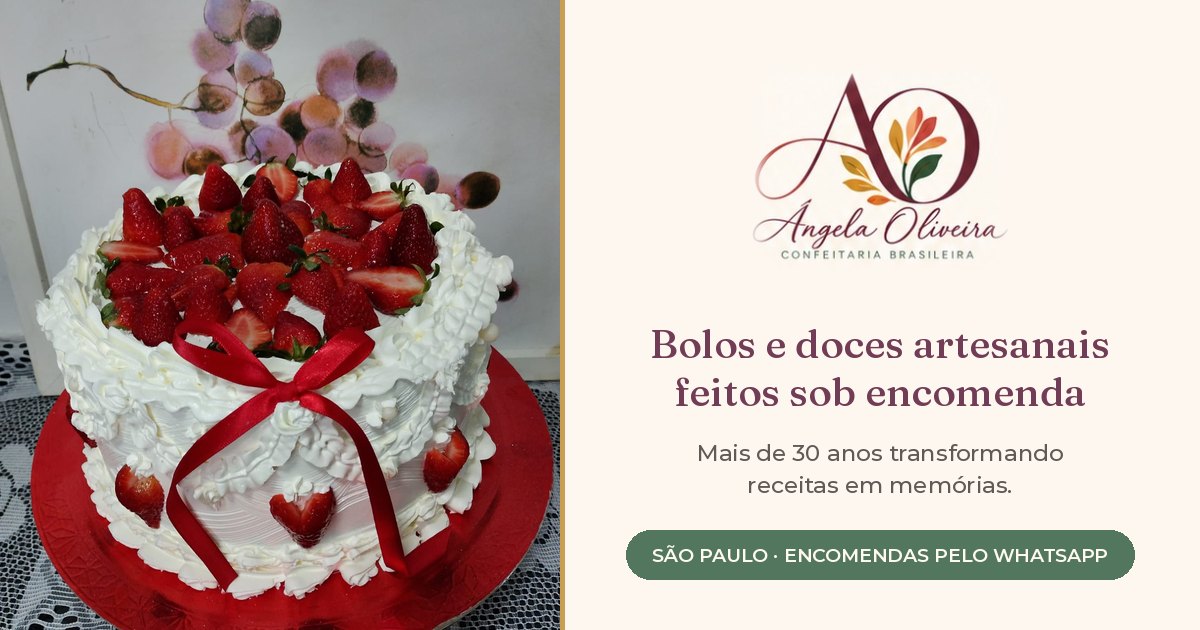 AO
Ângela Oliveira
CONFEITARIA BRASILEIRA
Bolos e doces artesanais
feitos sob encomenda
Mais de 30 anos transformando
receitas em memórias.
SÃO PAULO · ENCOMENDAS PELO WHATSAPP